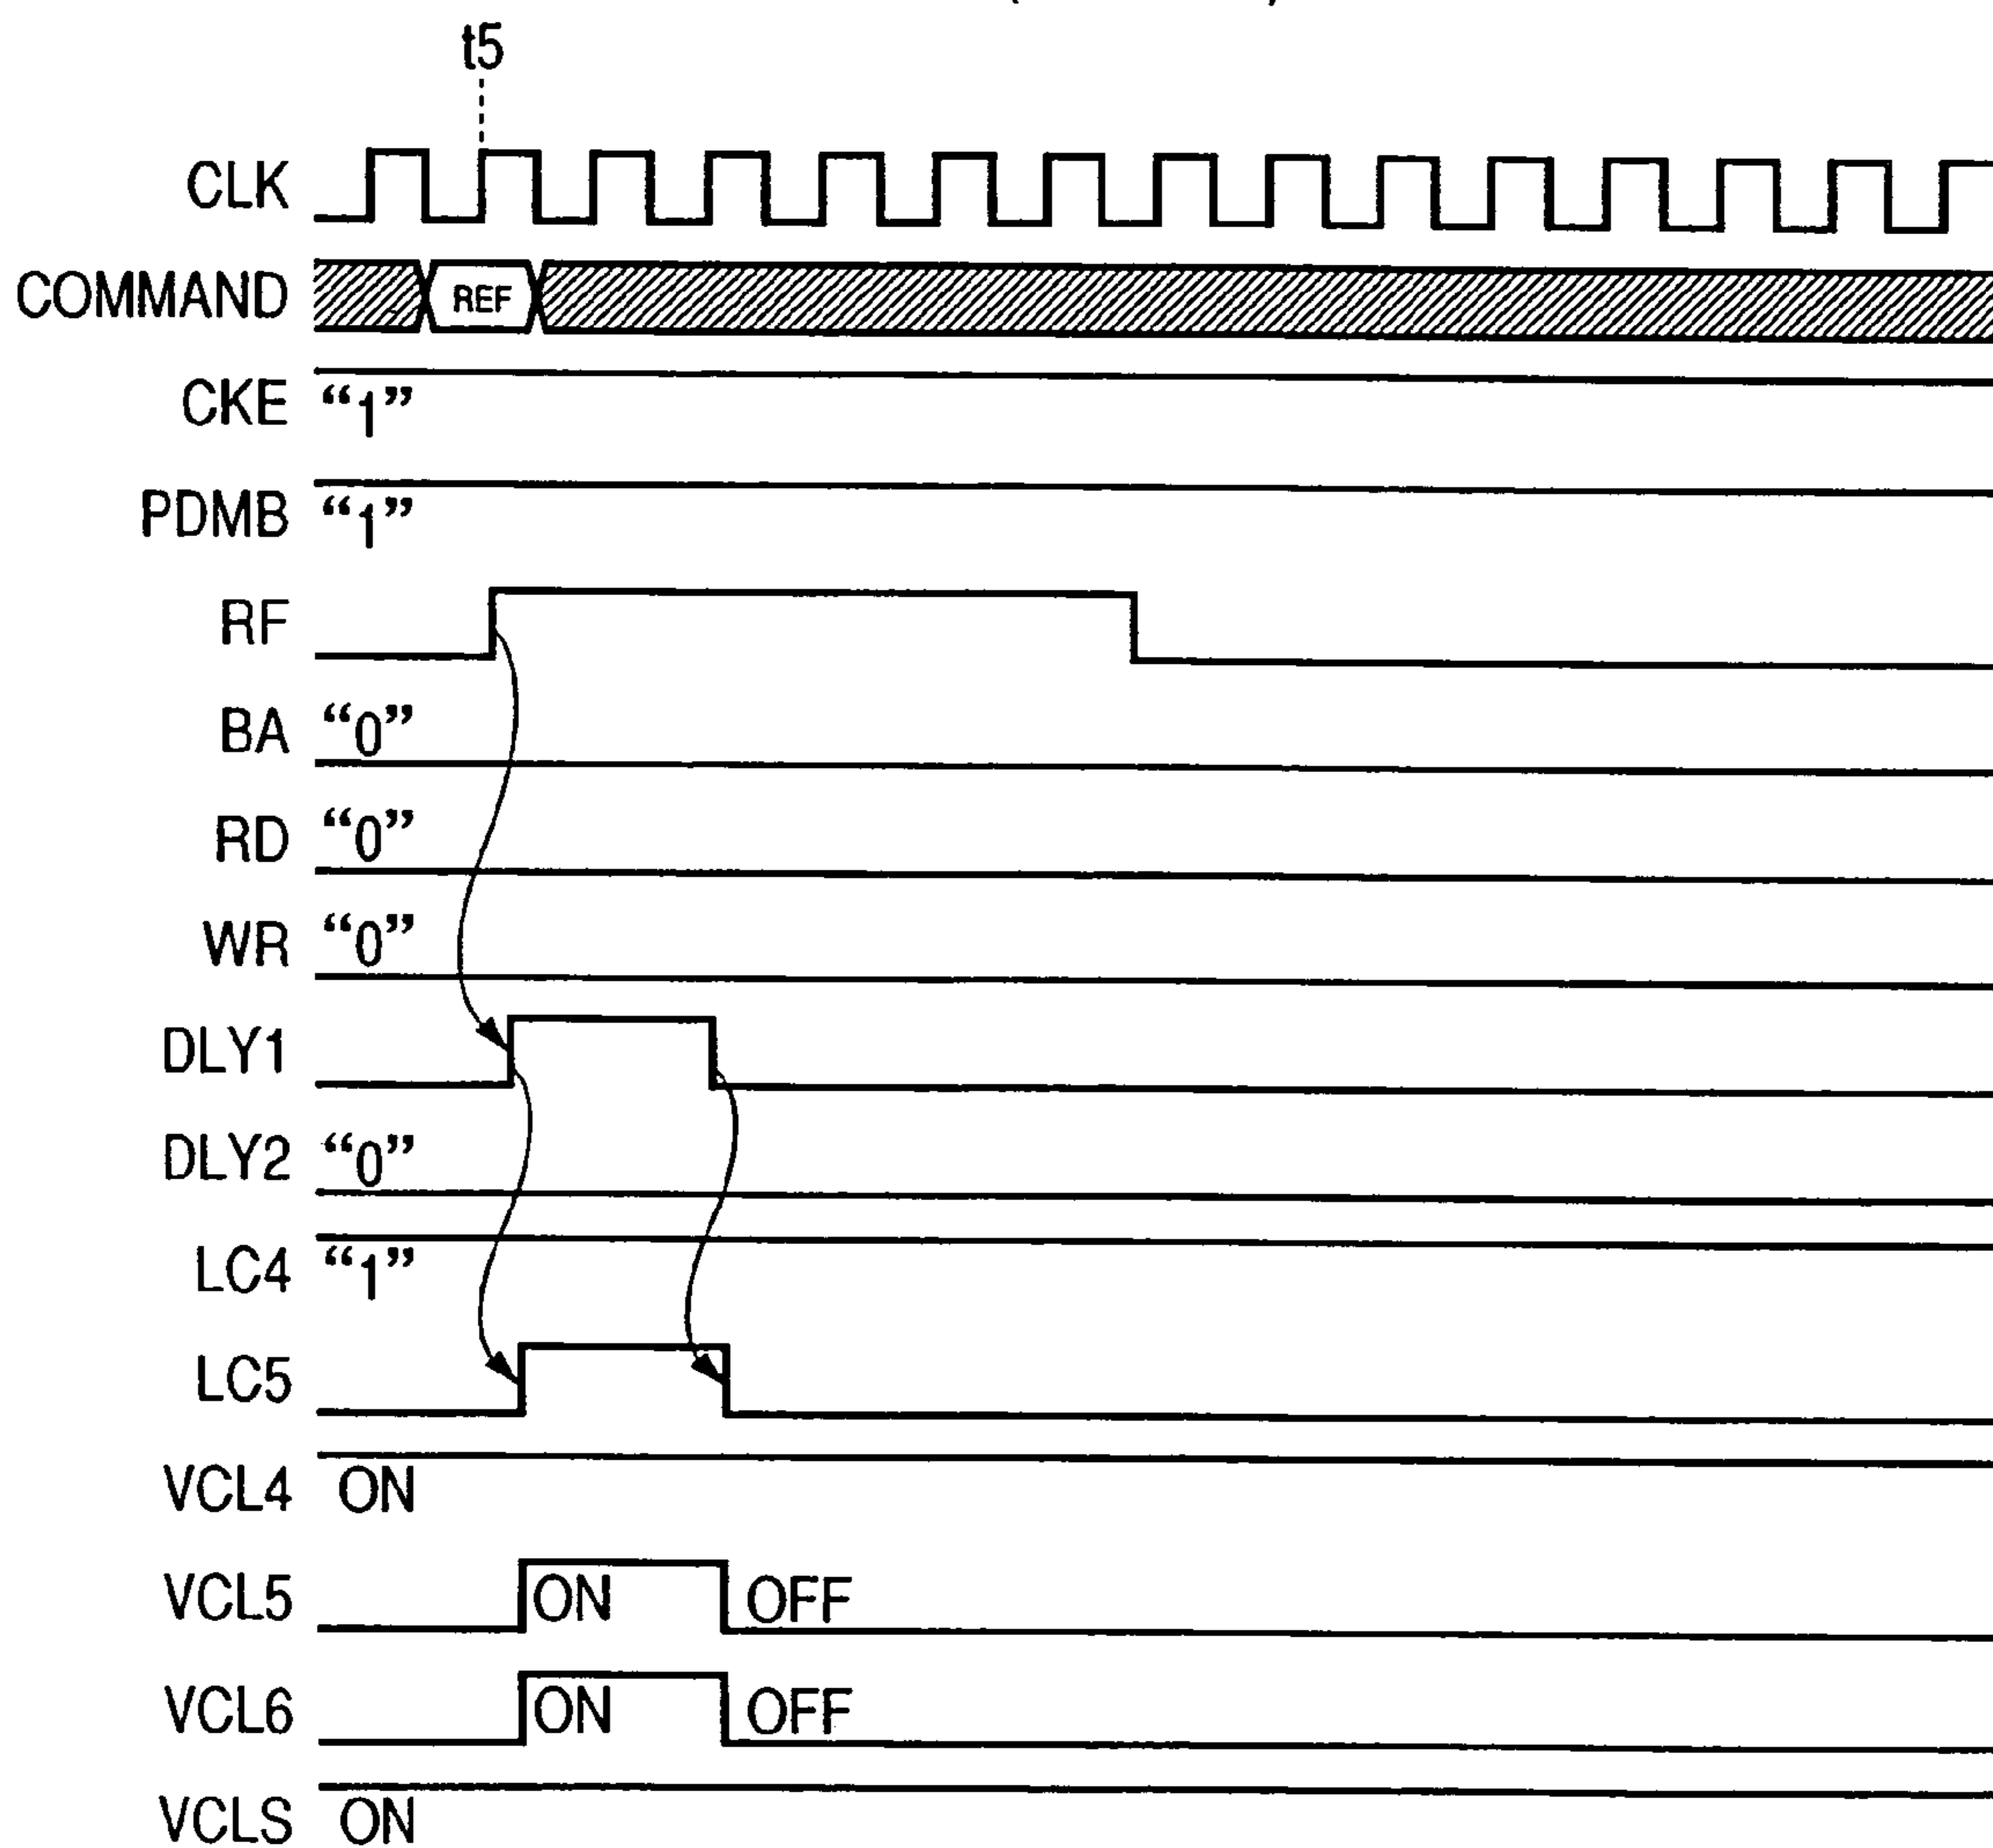 t5
CLK
COMMAND REF
CKE “1”
PDMB “1”
RF
BA “0”
RD “0”
WR “0”
DLY1
DLY2 “0”
LC4 “1”
LC5
VCL4 ON
VCL5 ON OFF
VCL6 ON OFF
VCLS ON